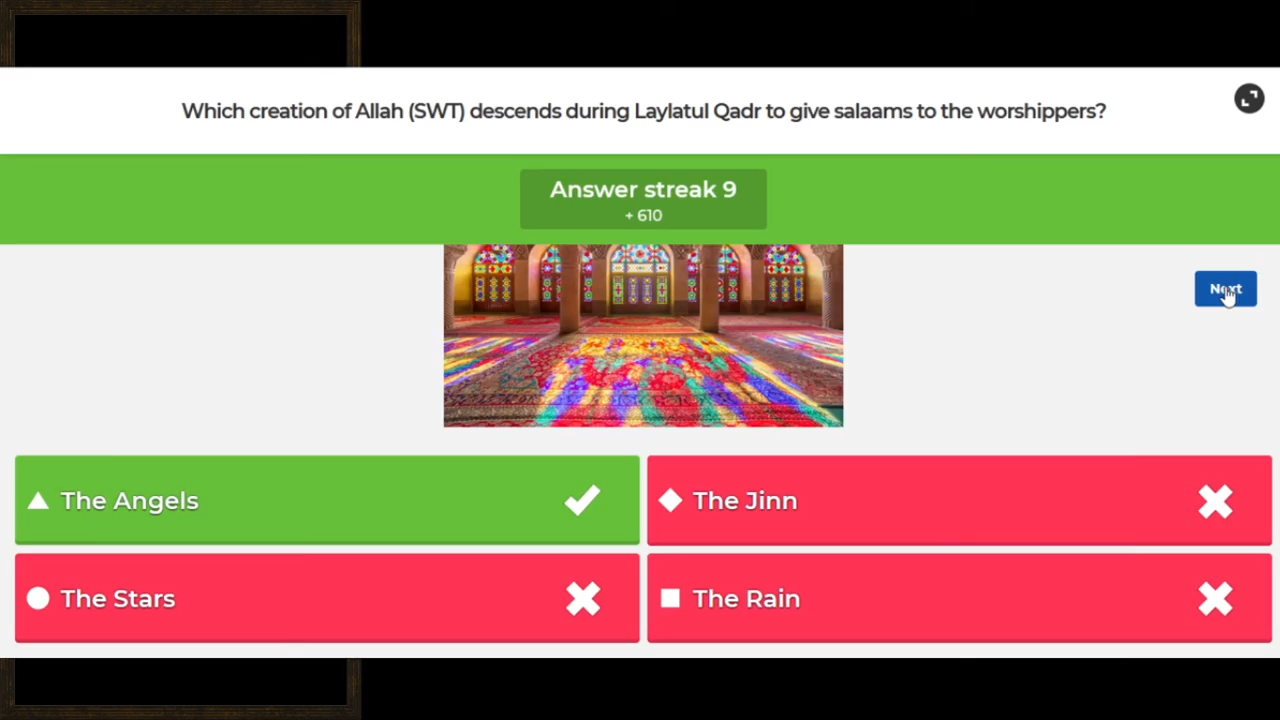 Which creation of Allah (SWT) descends during Laylatul Qadr to give salaams to the worshippers?
Answer streak 9
+ 610
Next
The Angels
The Jinn
The Stars
The Rain